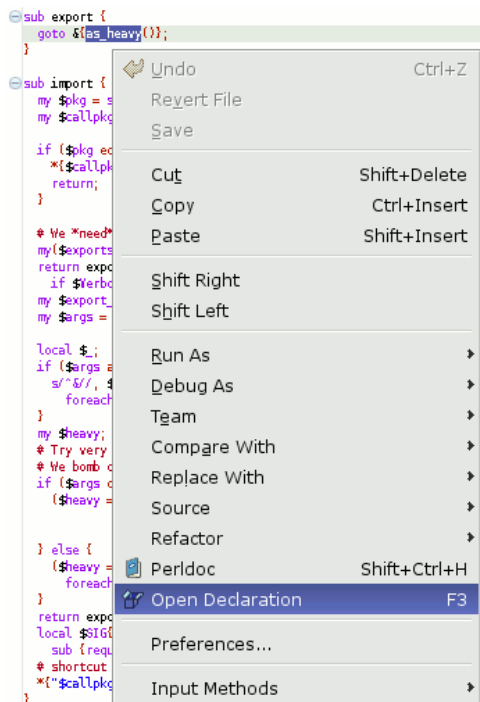 sub export {
goto &{as_heavy()};
}
sub import {
my $pkg = s
my $callpkg
if ($pkg eq
*{$callpk
return;
}
# We *need*
my($exports
return expo
if $Verbo
my $export_
my $args =
local $_;
if ($args a
s/^&//, $
foreach
}
my $heavy;
# Try very
# We bomb o
if ($args o
($heavy =
} else {
($heavy =
foreach
}
return expo
local $SIG{
sub {requ
# shortcut
*{"$callpkg
}
Undo Ctrl+Z
Revert File
Save
Cut Shift+Delete
Copy Ctrl+Insert
Paste Shift+Insert
Shift Right
Shift Left
Run As
Debug As
Team
Compare With
Replace With
Source
Refactor
Perldoc Shift+Ctrl+H
Open Declaration F3
Preferences...
Input Methods